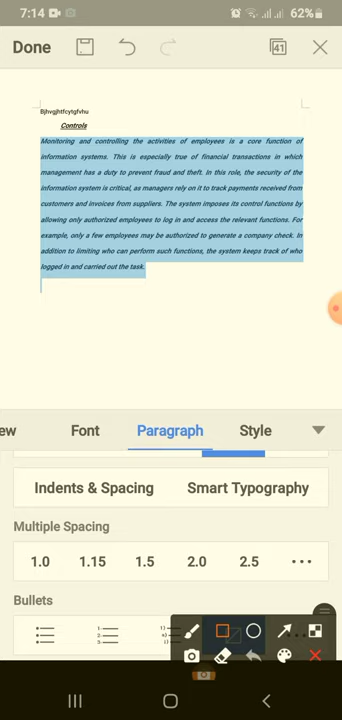 7:14 62%
Done 41
Bjhvgjhtfcytgfvhu
Controls
Monitoring and controlling the activities of employees is a core function of
information systems. This is especially true of financial transactions in which
management has a duty to prevent fraud and theft. In this role, the security of the
information system is critical, as managers rely on it to track payments received from
customers and invoices from suppliers. The system imposes its control functions by
allowing only authorized employees to log in and access the relevant functions. For
example, only a few employees may be authorized to generate a company check. In
addition to limiting who can perform such functions, the system keeps track of who
logged in and carried out the task.
ew Font Paragraph Style
Indents & Spacing Smart Typography
Multiple Spacing
1.0 1.15 1.5 2.0 2.5
Bullets